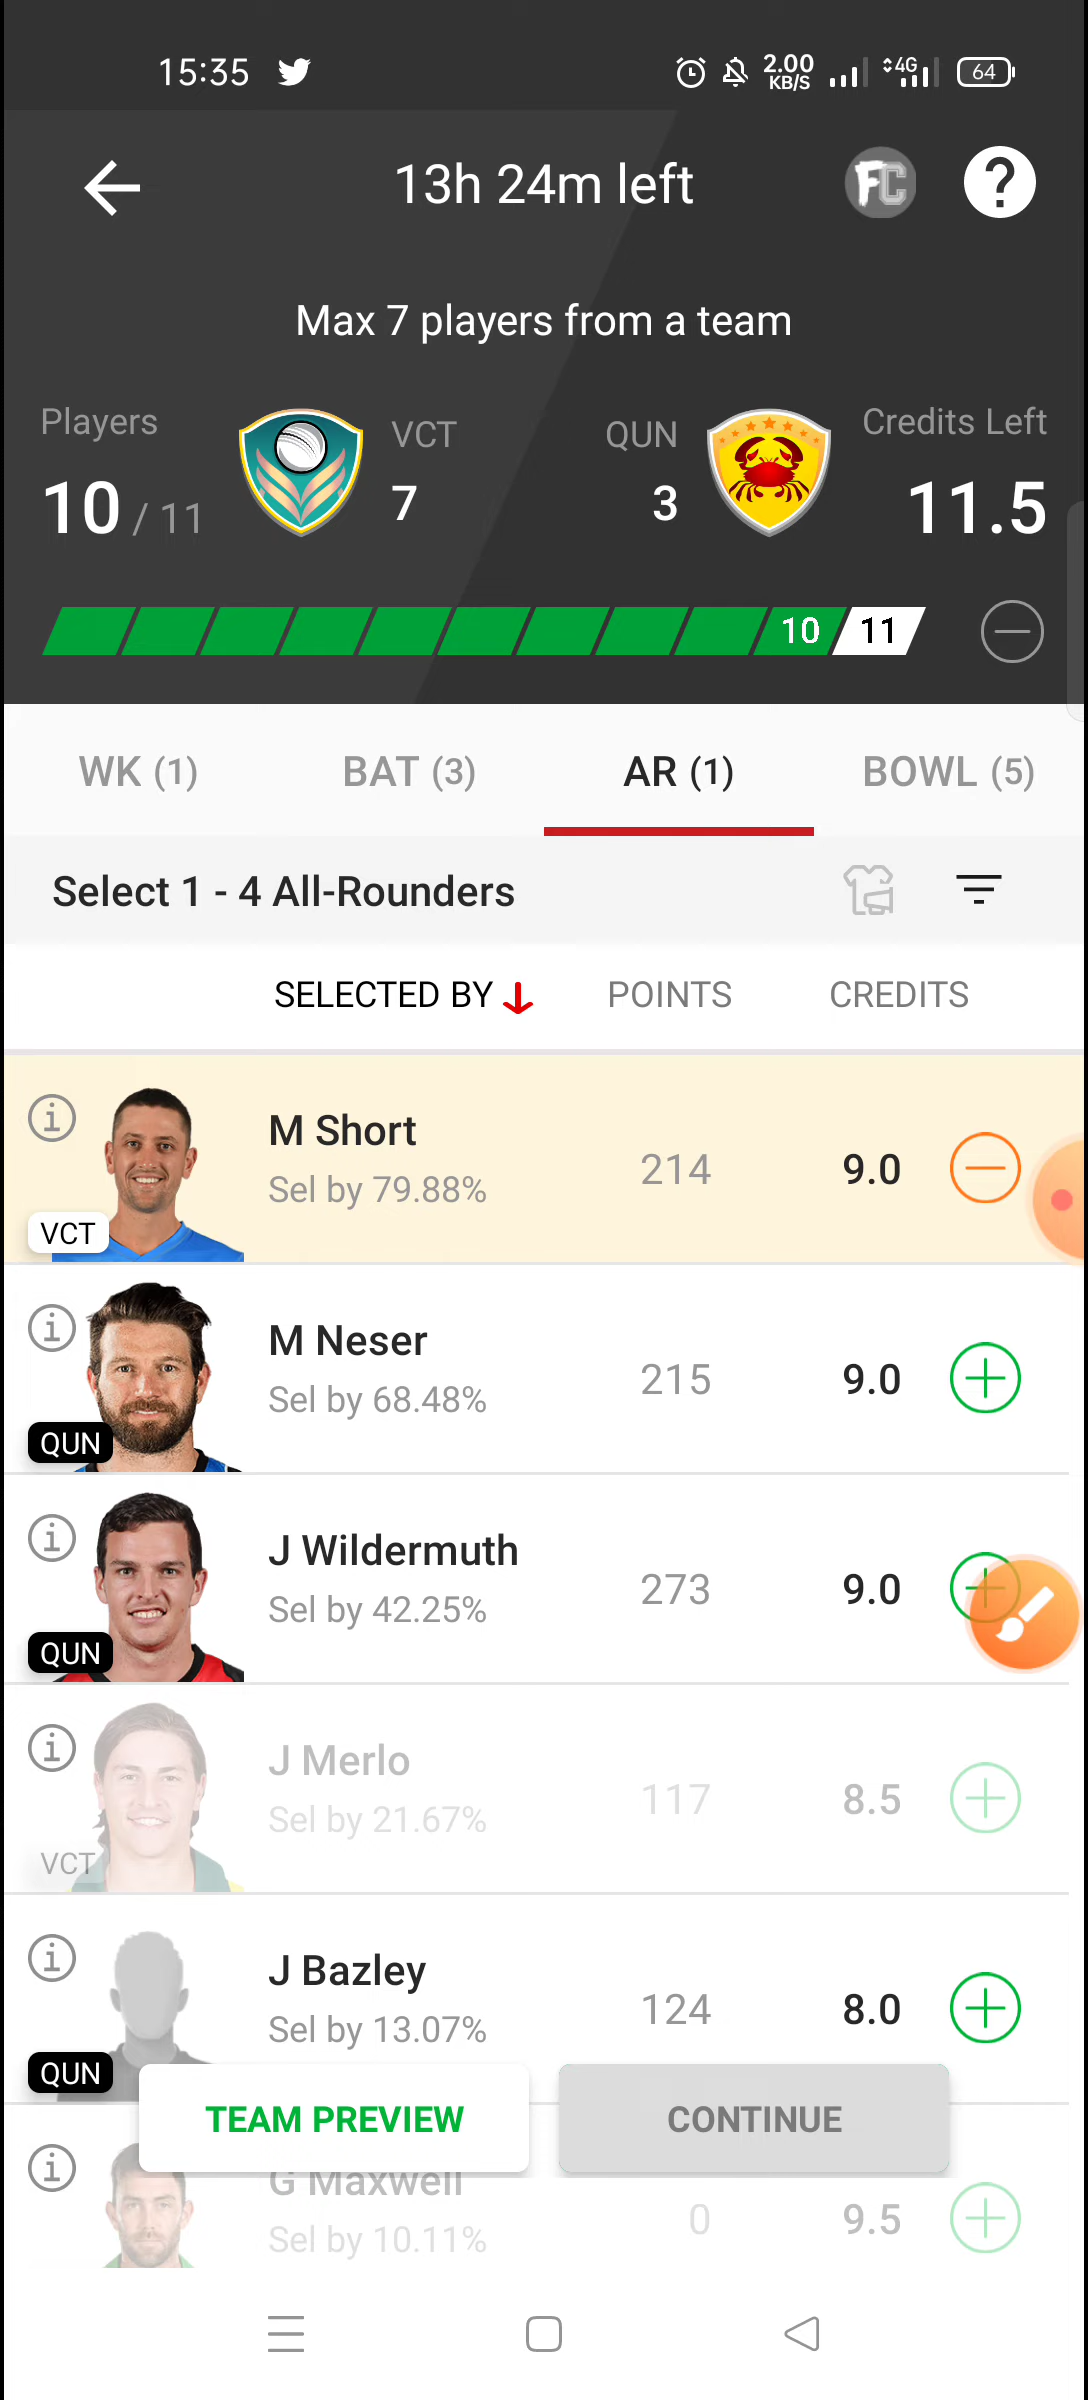 15:35
2.00 KB/S
4G
64
13h 24m left
FC
?
Max 7 players from a team
Players
VCT
QUN
Credits Left
10 / 11
7
3
11.5
10
11
WK (1)
BAT (3)
AR (1)
BOWL (5)
Select 1 - 4 All-Rounders
SELECTED BY
POINTS
CREDITS
M Short
Sel by 79.88%
214
9.0
VCT
M Neser
Sel by 68.48%
215
9.0
QUN
J Wildermuth
Sel by 42.25%
273
9.0
QUN
J Merlo
Sel by 21.67%
117
8.5
VCT
J Bazley
Sel by 13.07%
124
8.0
QUN
TEAM PREVIEW
CONTINUE
G Maxwell
Sel by 10.11%
0
9.5